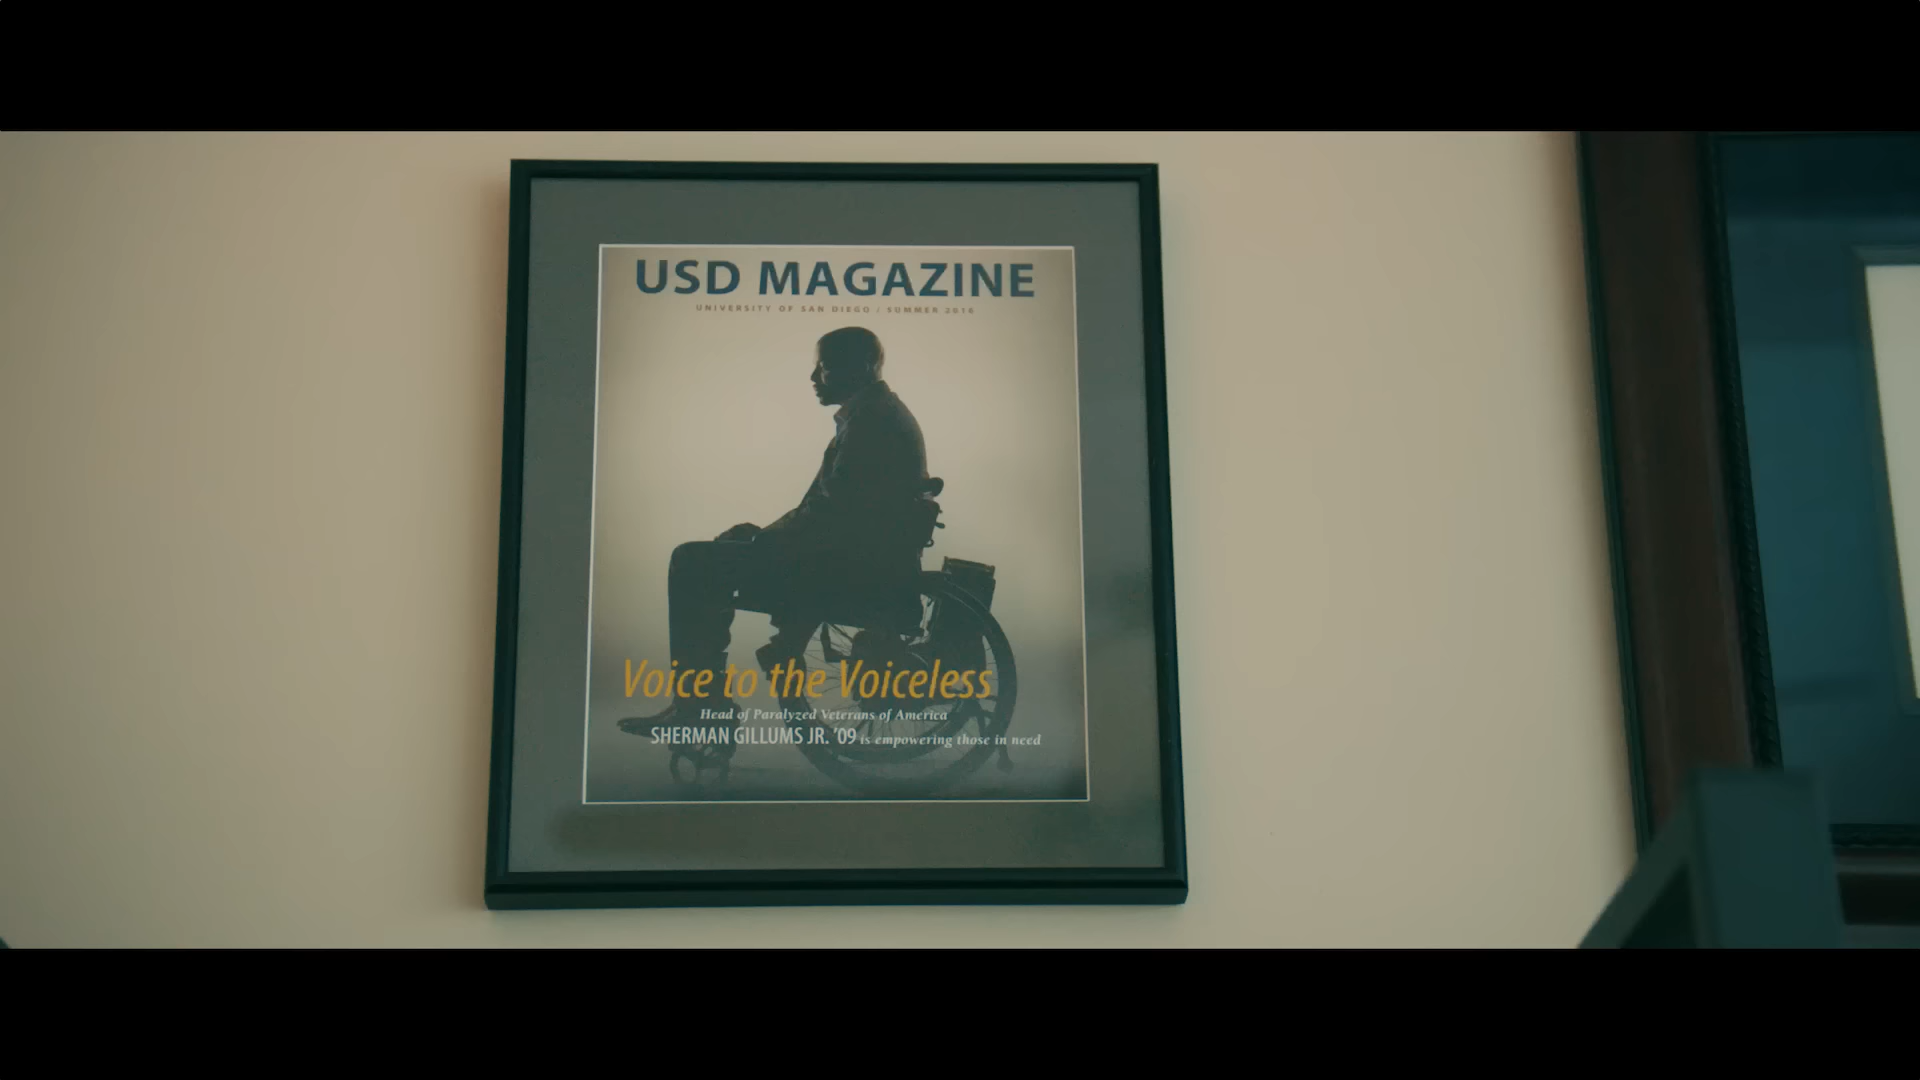 USD MAGAZINE
UNIVERSITY OF SAN DIEGO / SUMMER 2016
Voice to the Voiceless
Head of Paralyzed Veterans of America
SHERMAN GILLUMS JR. '09 is empowering those in need